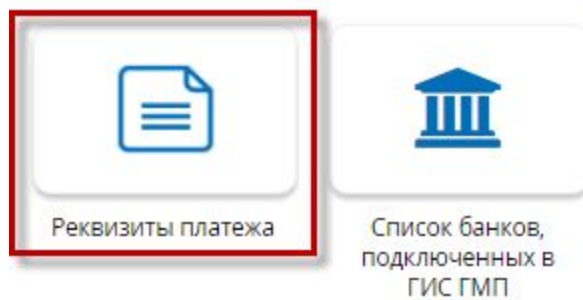 Реквизиты платежа
Список банков,
подключенных в
ГИС ГМП